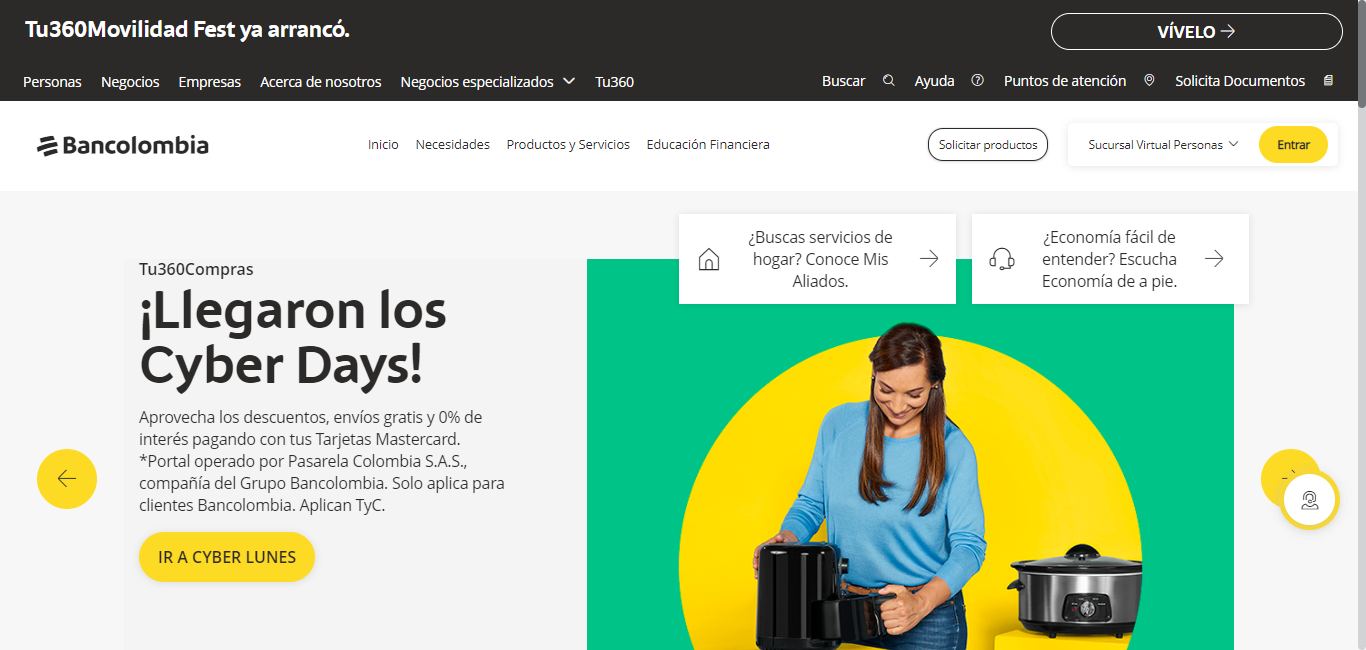 Tu360Movilidad Fest ya arrancó.
VÍVELO
Personas Negocios Empresas Acerca de nosotros Negocios especializados Tu360
Buscar Ayuda Puntos de atención Solicita Documentos
Bancolombia
Inicio Necesidades Productos y Servicios Educación Financiera
Solicitar productos
Sucursal Virtual Personas
Entrar
¿Buscas servicios de
hogar? Conoce Mis
Aliados.
¿Economía fácil de
entender? Escucha
Economía de a pie.
Tu360Compras
¡Llegaron los
Cyber Days!
Aprovecha los descuentos, envíos gratis y 0% de
interés pagando con tus Tarjetas Mastercard.
*Portal operado por Pasarela Colombia S.A.S.,
compañía del Grupo Bancolombia. Solo aplica para
clientes Bancolombia. Aplican TyC.
IR A CYBER LUNES